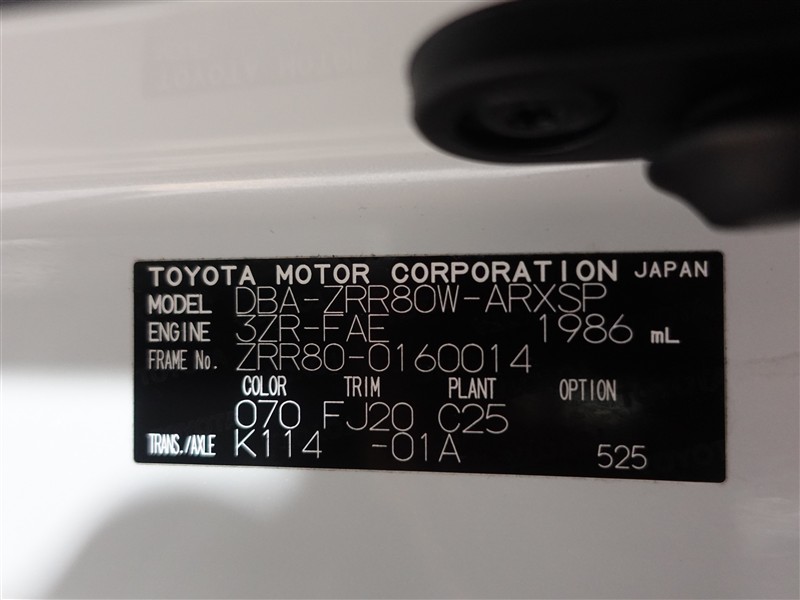 TOYOTA MOTOR CORPORATION JAPAN
MODEL DBA-ZRR80W-ARXSP
ENGINE 3ZR-FAE 1986 mL
FRAME No. ZRR80-0160014
COLOR TRIM PLANT OPTION
070 FJ20 C25
TRANS./AXLE K114 -01A 525